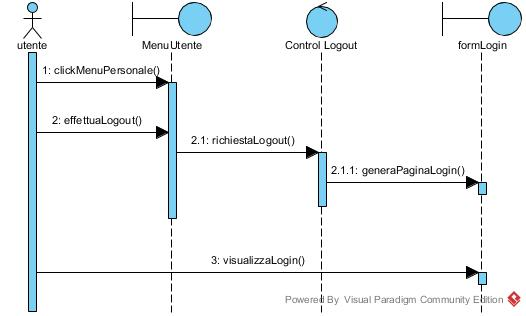 utente
MenuUtente
Control Logout
formLogin
1: clickMenuPersonale()
2: effettuaLogout()
2.1: richiestaLogout()
2.1.1: generaPaginaLogin()
3: visualizzaLogin()
Powered By Visual Paradigm Community Edition